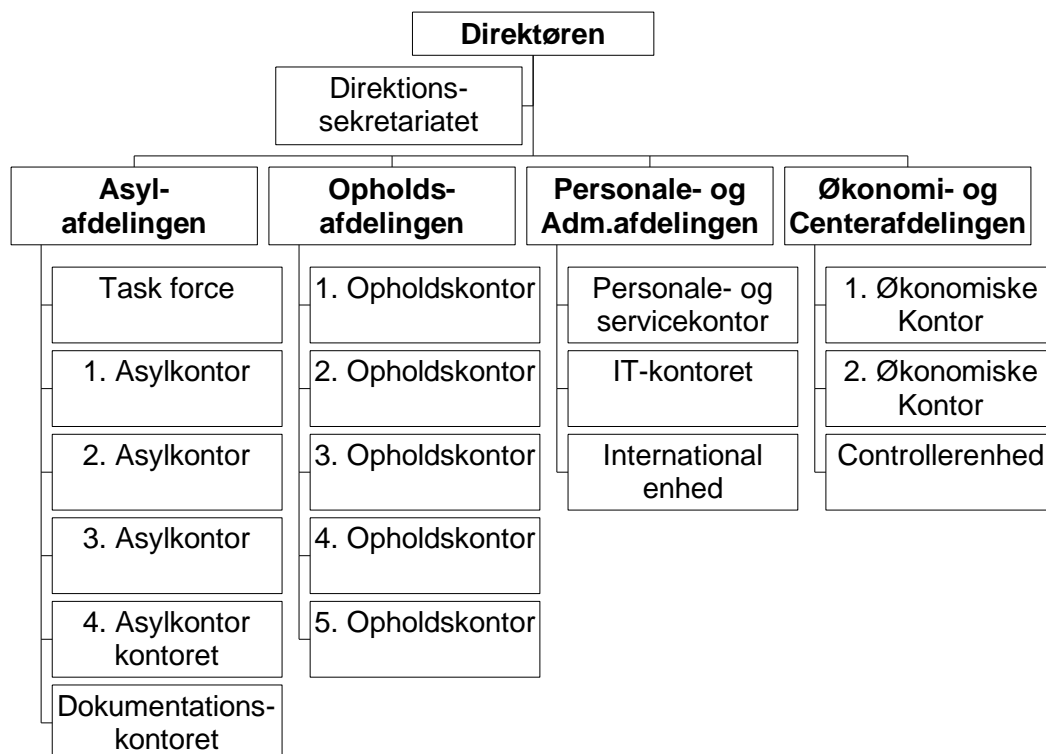 Direktøren
Direktions-
sekretariatet
Asyl-
afdelingen
Task force
1. Asylkontor
2. Asylkontor
3. Asylkontor
4. Asylkontor
kontoret
Dokumentations-
kontoret
Opholds-
afdelingen
1. Opholdskontor
2. Opholdskontor
3. Opholdskontor
4. Opholdskontor
5. Opholdskontor
Personale- og
Adm.afdelingen
Personale- og
servicekontor
IT-kontoret
International
enhed
Økonomi- og
Centerafdelingen
1. Økonomiske
Kontor
2. Økonomiske
Kontor
Controllerenhed